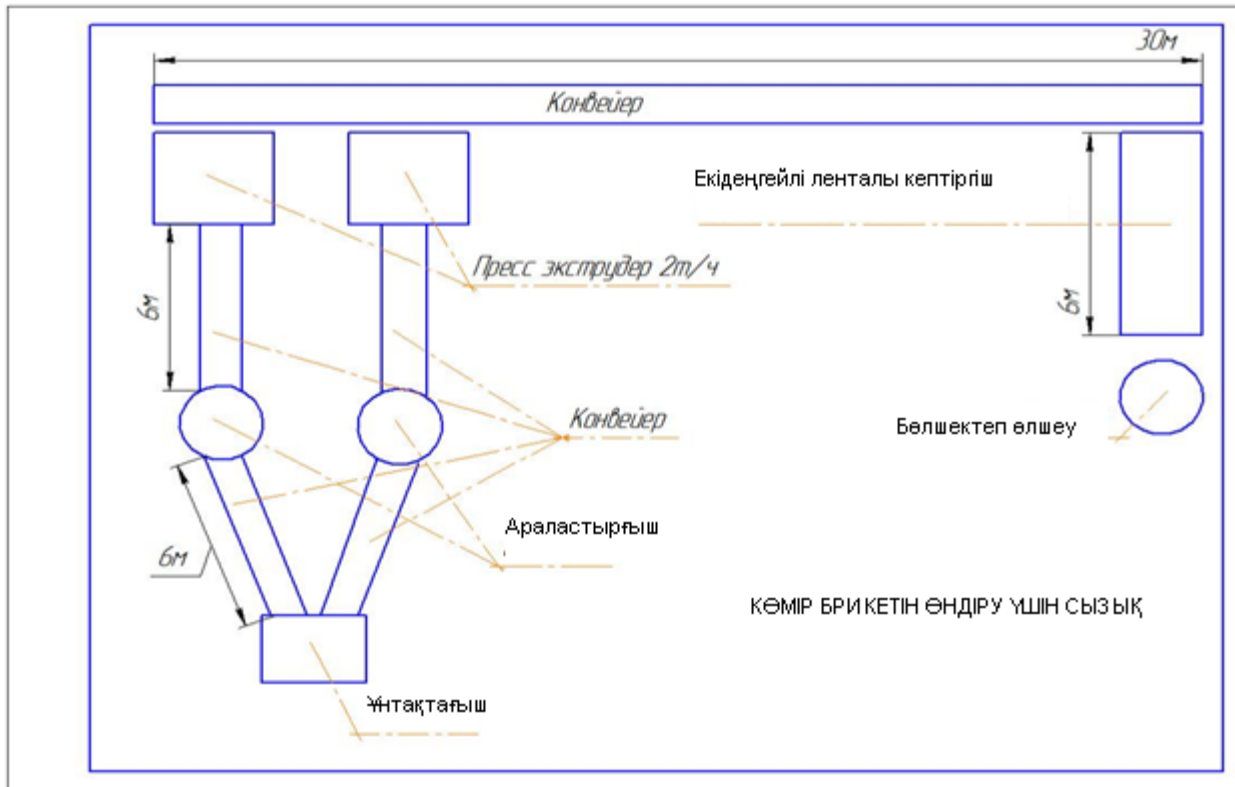 30м
Конвейер
Екідеңгейлі ленталы кептіргіш
Пресс экструдер 2т/ч
6м
6м
Конвейер
Бөлшектеп өлшеу
Араластырғыш
6м
КӨМІР БРИКЕТІН ӨНДІРУ ҮШІН СЫЗЫҚ
Ұнтақтағыш